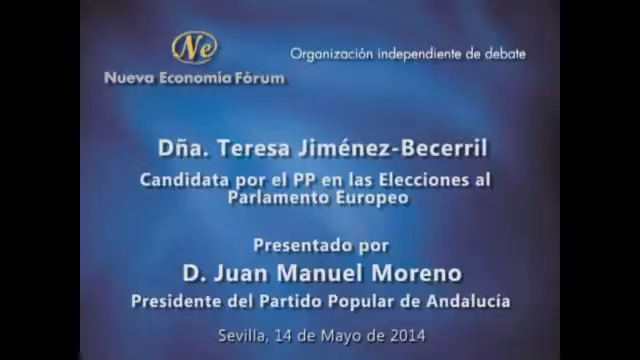 Ne
Organización independiente de debate
Nueva Economía Fórum
Dña. Teresa Jiménez-Becerril
Candidata por el PP en las Elecciones al
Parlamento Europeo
Presentado por
D. Juan Manuel Moreno
Presidente del Partido Popular de Andalucía
Sevilla, 14 de Mayo de 2014